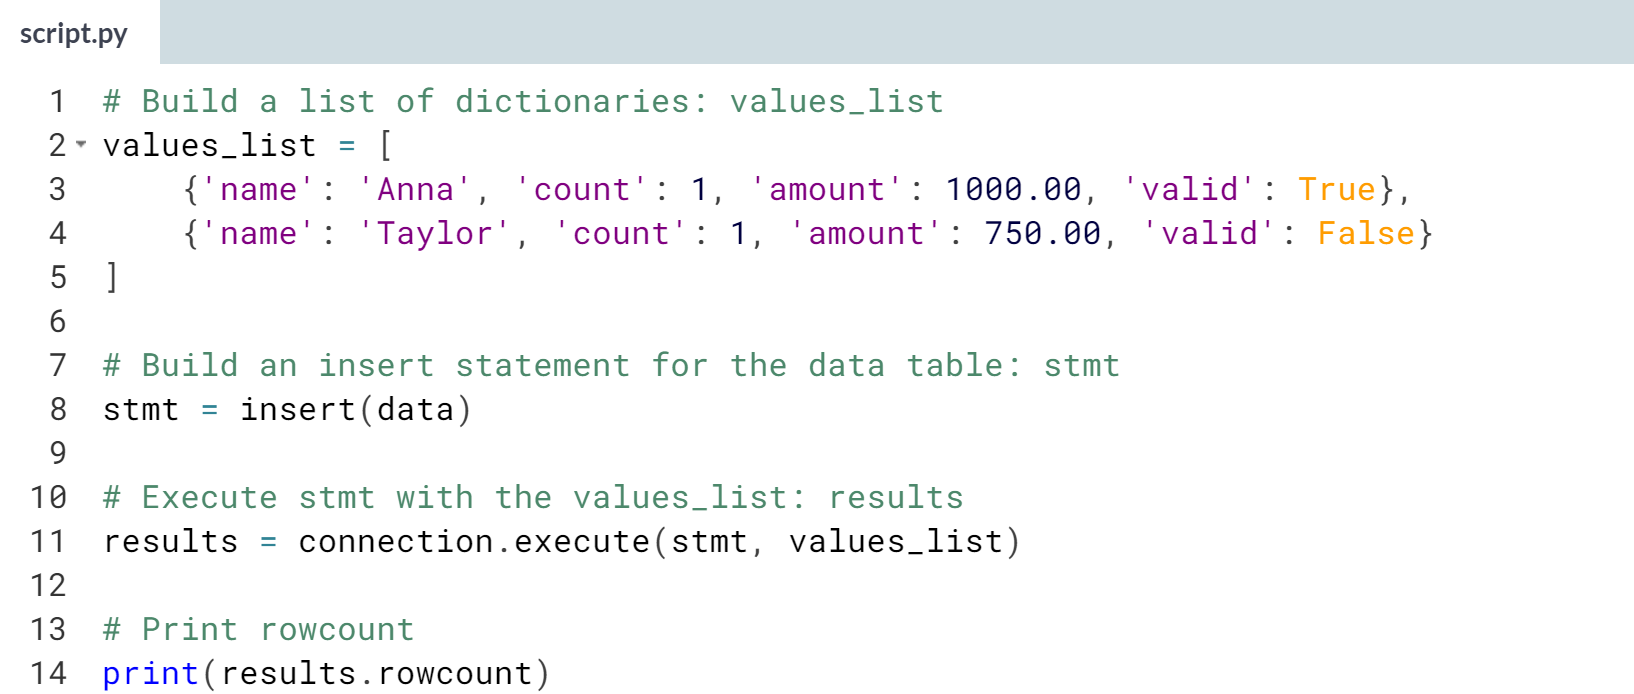 script.py
1 # Build a list of dictionaries: values_list
2 values_list = [
3     {'name': 'Anna', 'count': 1, 'amount': 1000.00, 'valid': True},
4     {'name': 'Taylor', 'count': 1, 'amount': 750.00, 'valid': False}
5 ]
6
7 # Build an insert statement for the data table: stmt
8 stmt = insert(data)
9
10 # Execute stmt with the values_list: results
11 results = connection.execute(stmt, values_list)
12
13 # Print rowcount
14 print(results.rowcount)